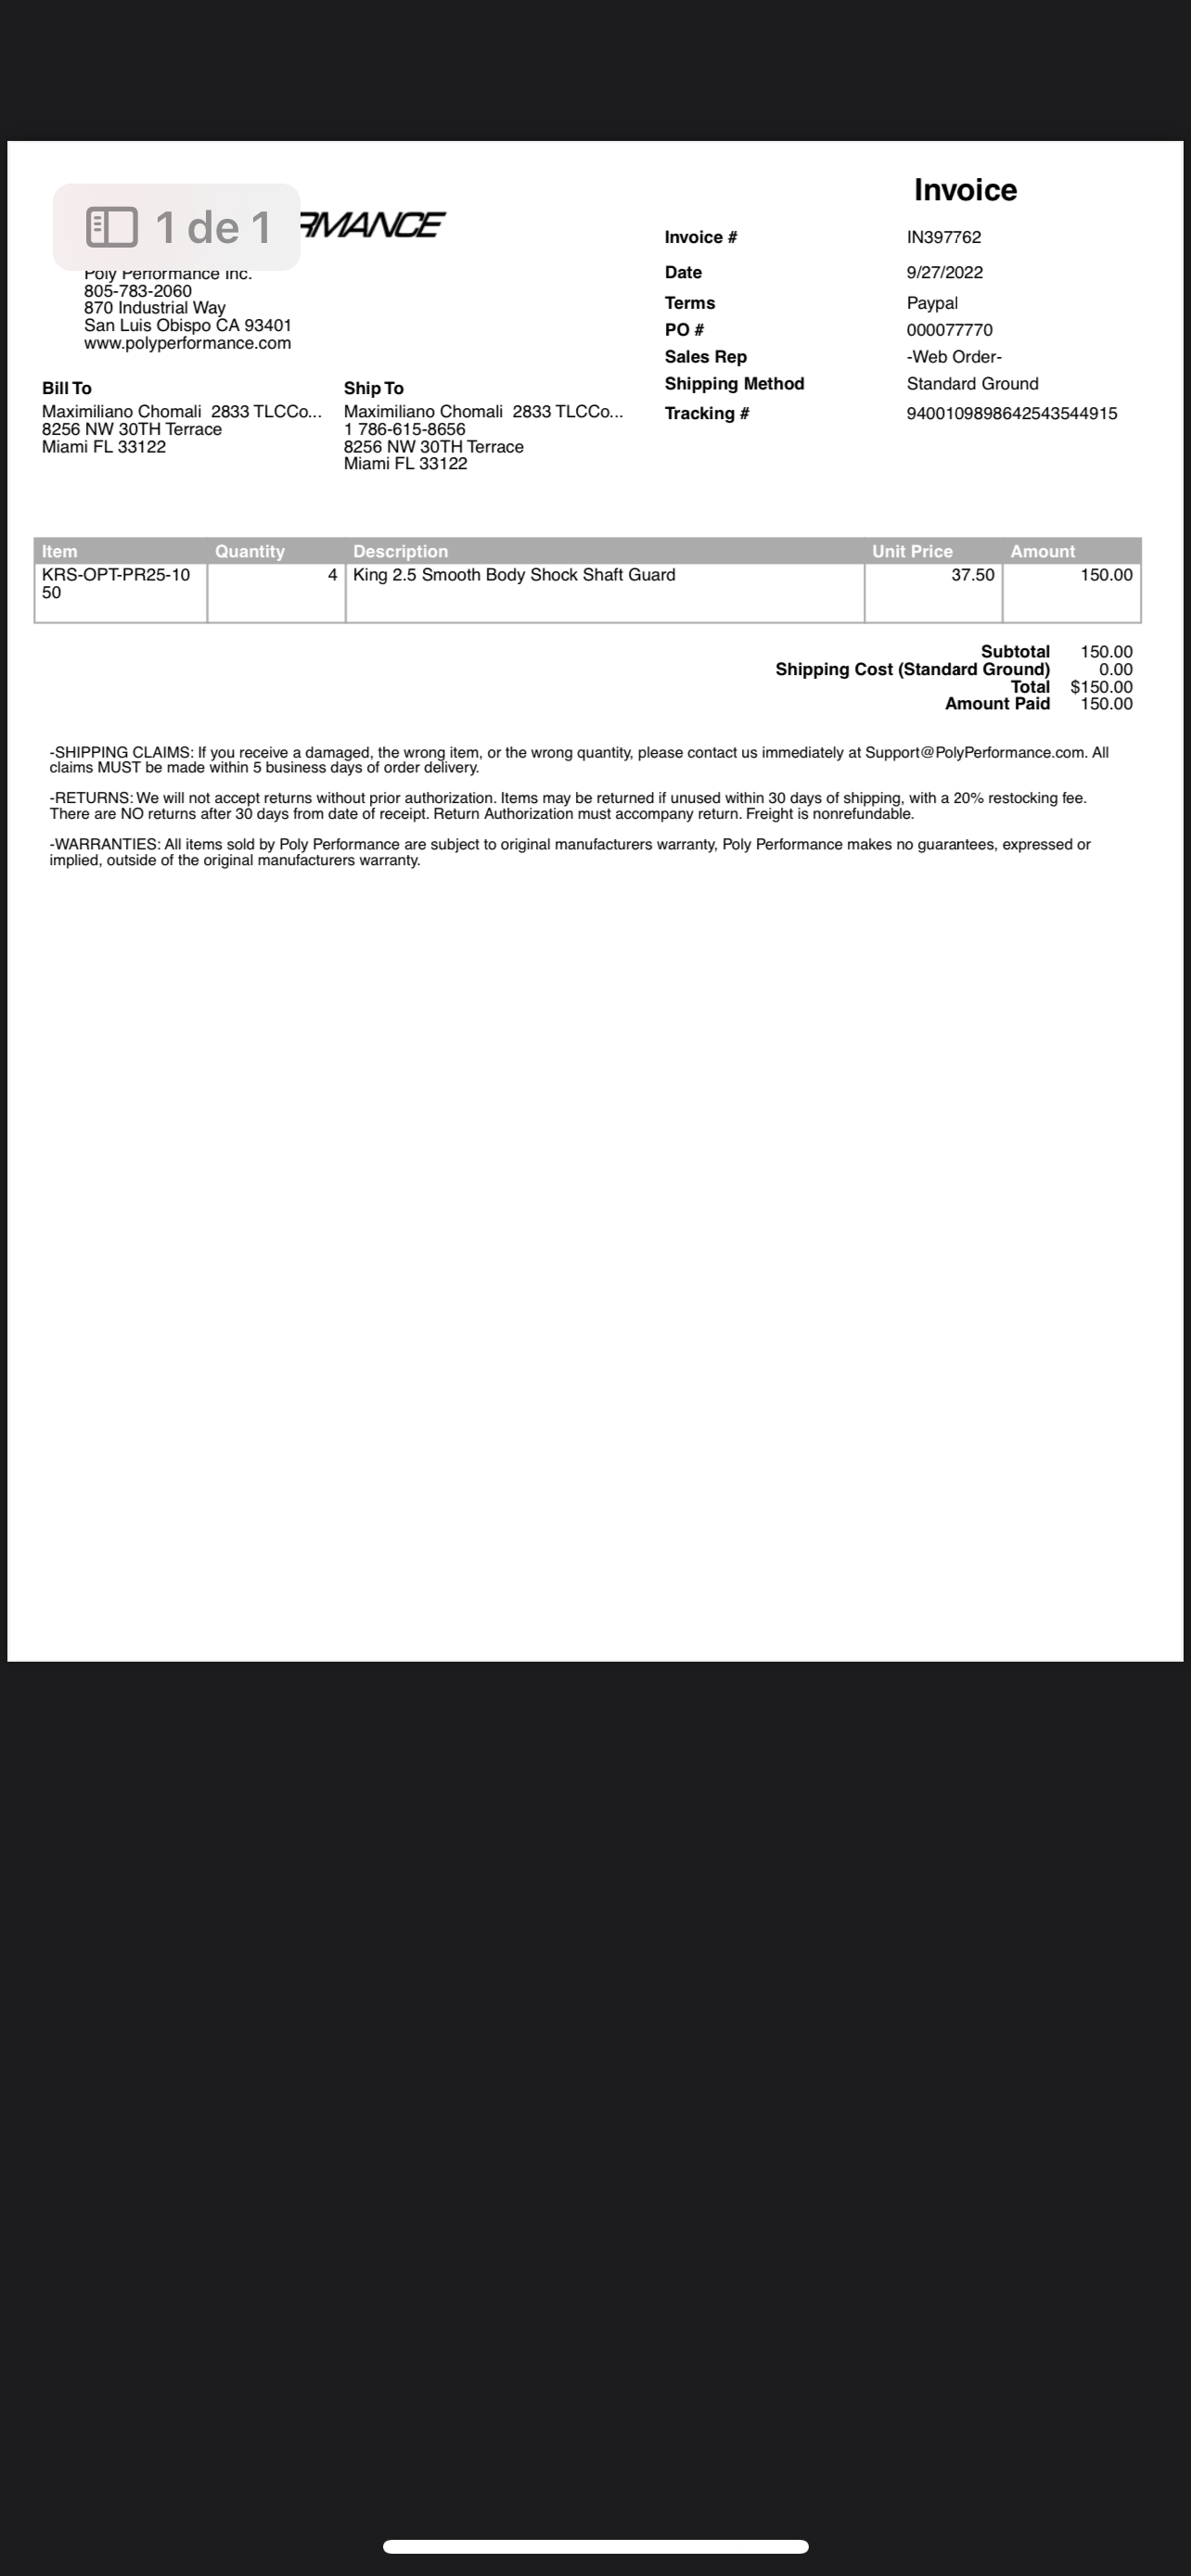 1 de 1
RMANCE
Poly Performance Inc.
805-783-2060
870 Industrial Way
San Luis Obispo CA 93401
www.polyperformance.com
Invoice
Invoice # IN397762
Date 9/27/2022
Terms Paypal
PO # 000077770
Sales Rep -Web Order-
Shipping Method Standard Ground
Tracking # 9400109898642543544915
Bill To
Maximiliano Chomali 2833 TLCCo...
8256 NW 30TH Terrace
Miami FL 33122
Ship To
Maximiliano Chomali 2833 TLCCo...
1 786-615-8656
8256 NW 30TH Terrace
Miami FL 33122
Item Quantity Description Unit Price Amount
KRS-OPT-PR25-10 4 King 2.5 Smooth Body Shock Shaft Guard 37.50 150.00
50
Subtotal 150.00
Shipping Cost (Standard Ground) 0.00
Total $150.00
Amount Paid 150.00
-SHIPPING CLAIMS: If you receive a damaged, the wrong item, or the wrong quantity, please contact us immediately at Support@PolyPerformance.com. All
claims MUST be made within 5 business days of order delivery.
-RETURNS: We will not accept returns without prior authorization. Items may be returned if unused within 30 days of shipping, with a 20% restocking fee.
There are NO returns after 30 days from date of receipt. Return Authorization must accompany return. Freight is nonrefundable.
-WARRANTIES: All items sold by Poly Performance are subject to original manufacturers warranty, Poly Performance makes no guarantees, expressed or
implied, outside of the original manufacturers warranty.